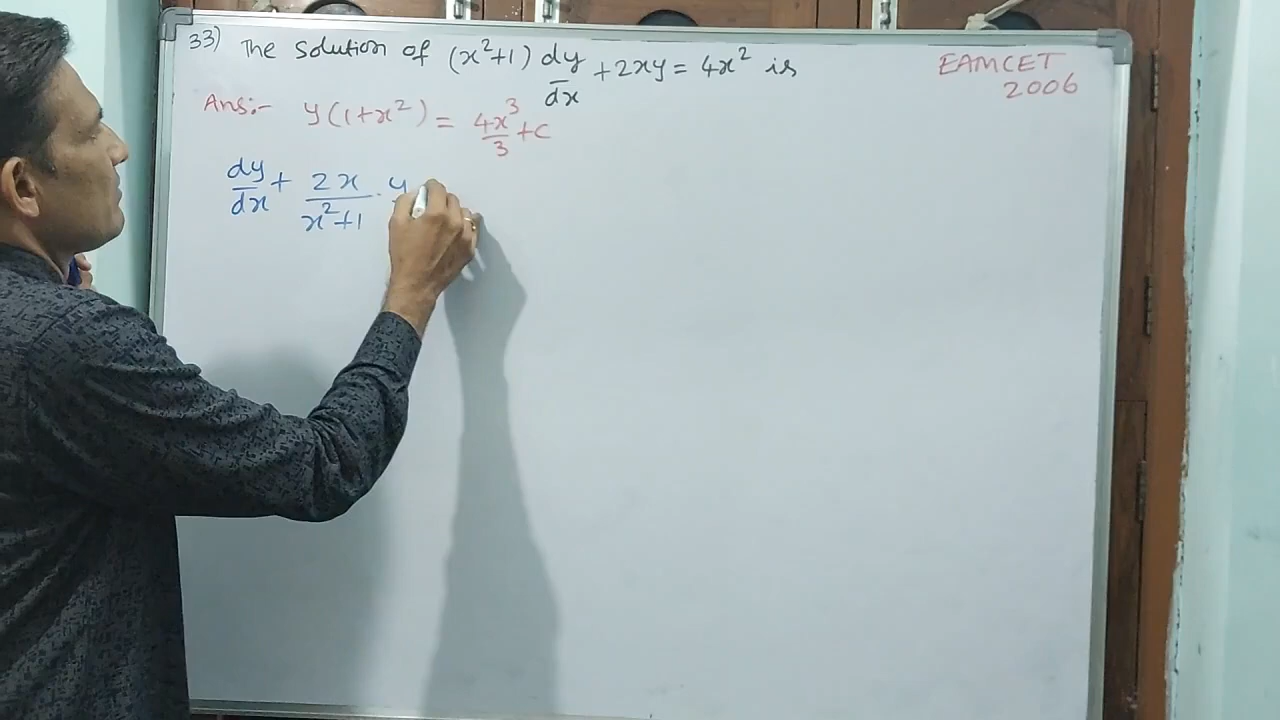 33) The solution of (x²+1) dy/dx + 2xy = 4x² is
EAMCET
2006
Ans:- y(1+x²) = 4x³/3 + c
dy/dx + 2x/x²+1 . y